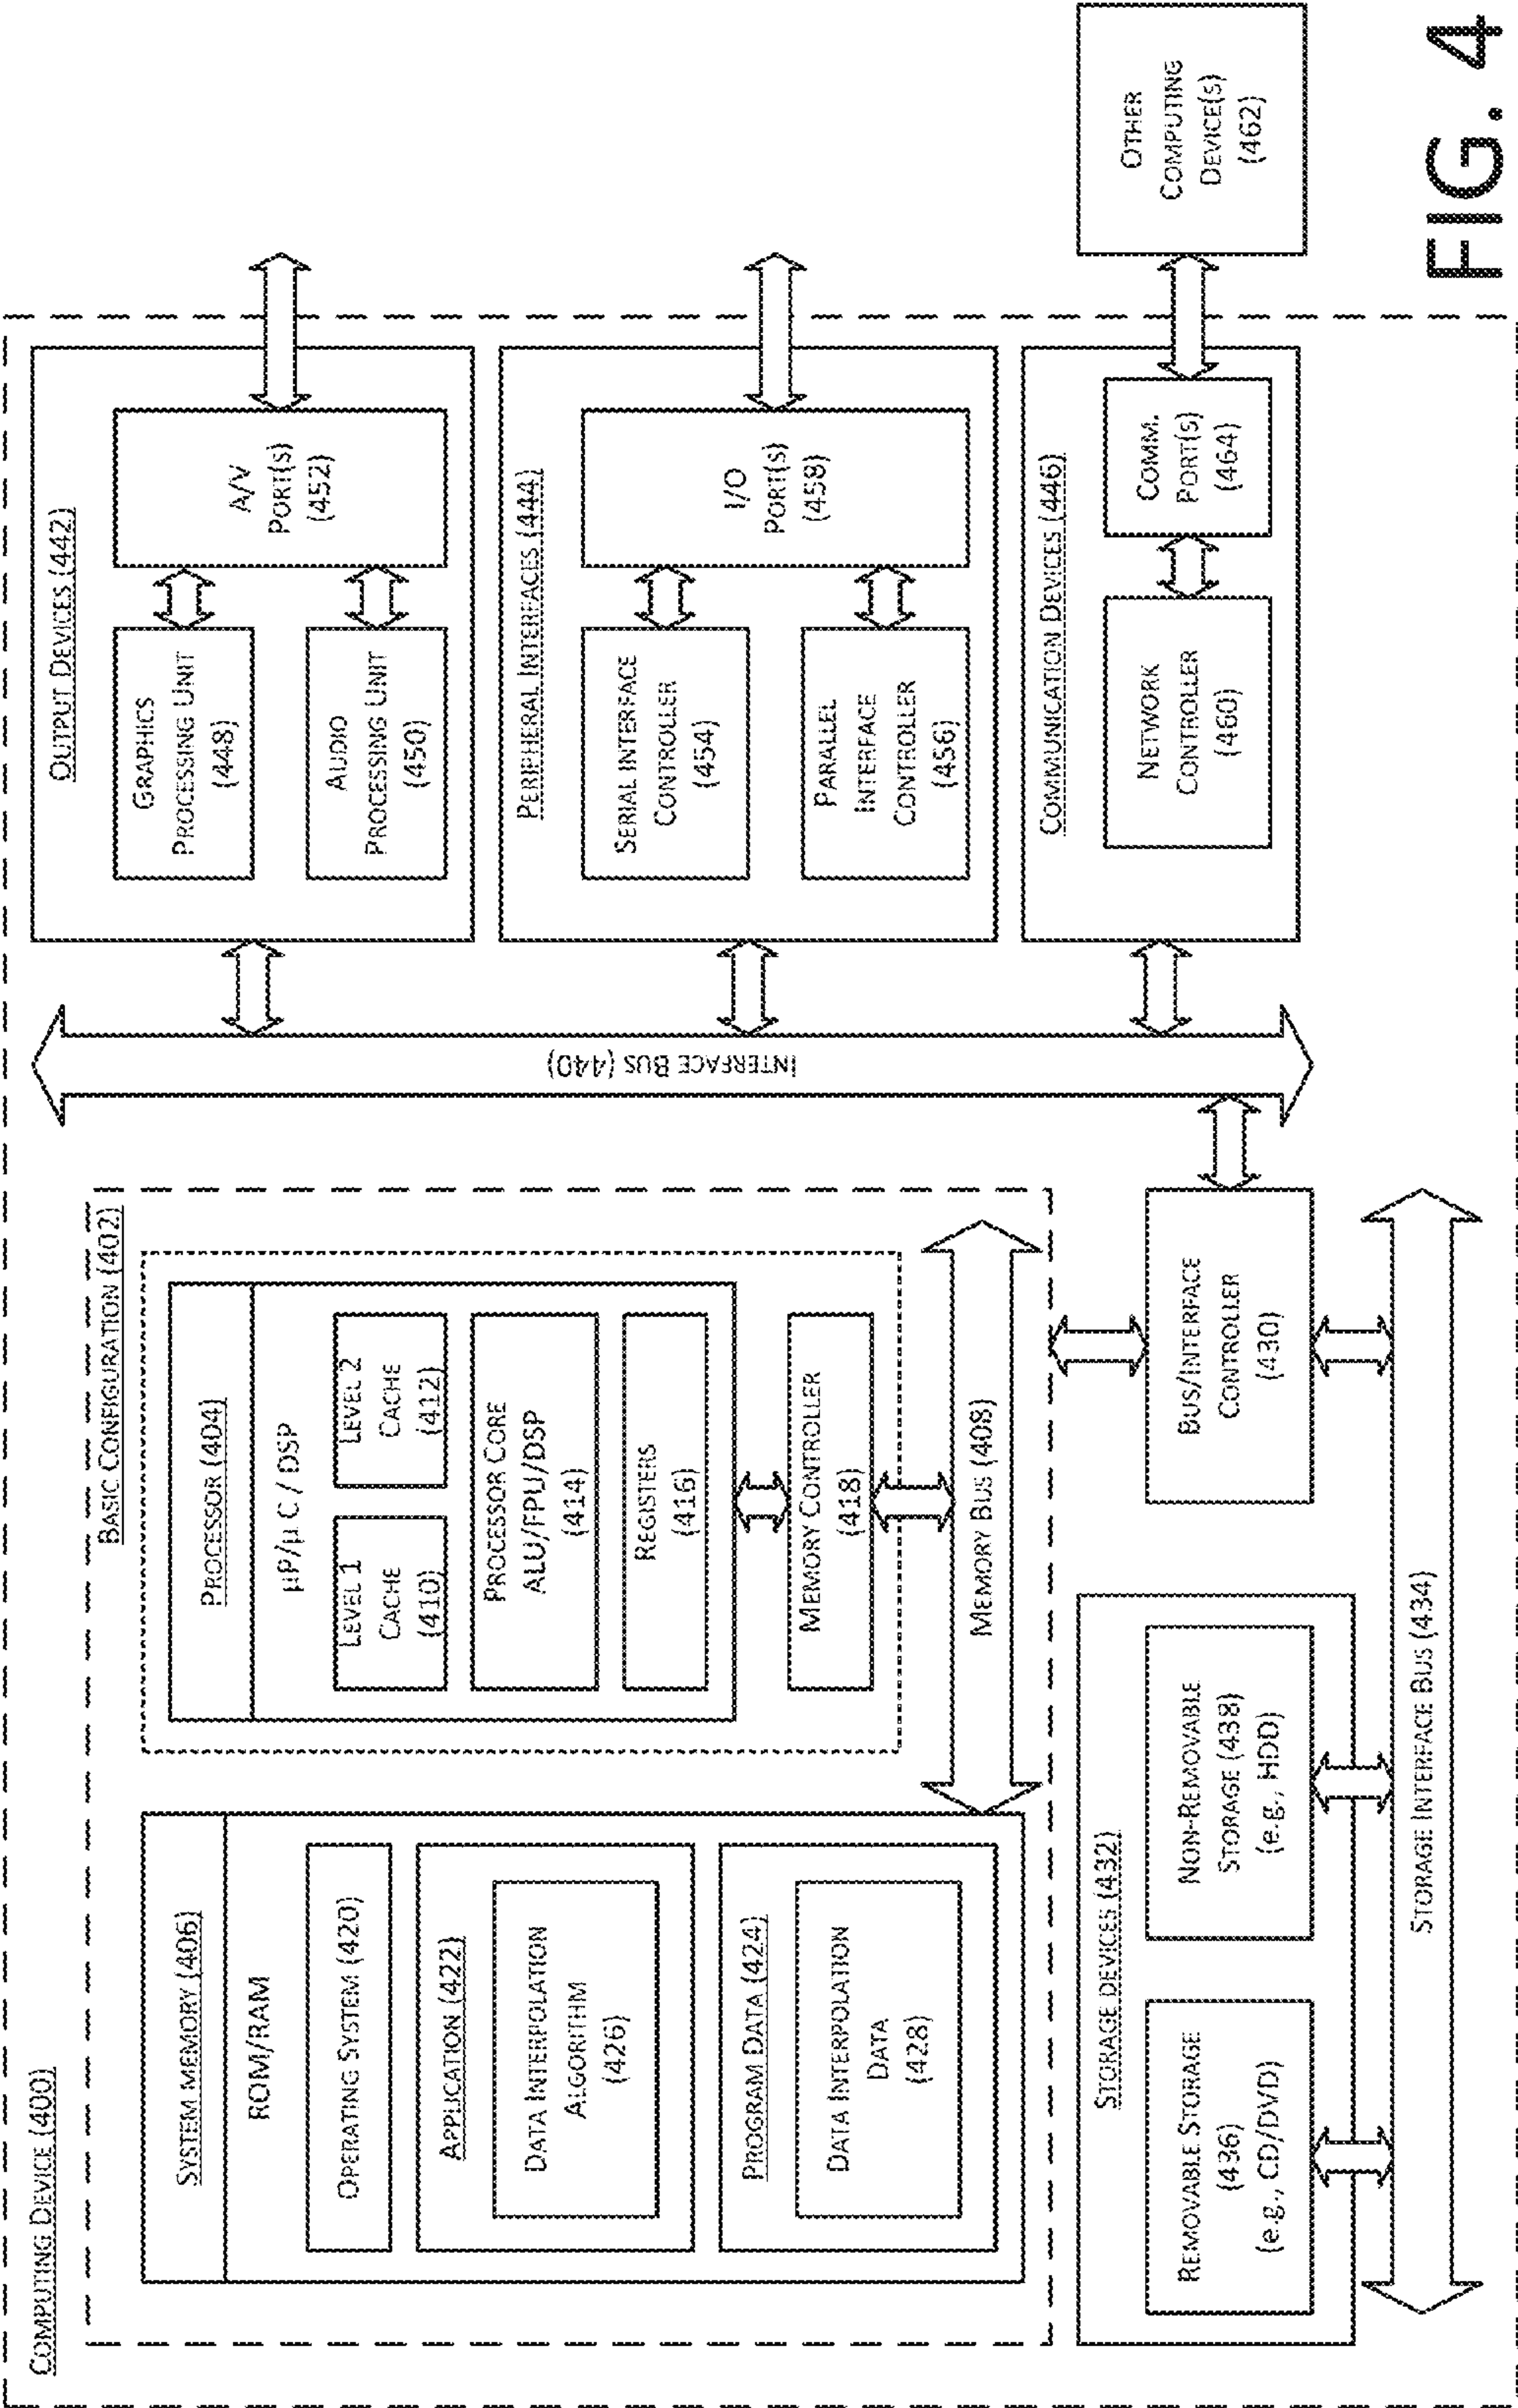 COMPUTING DEVICE (400)
BASIC CONFIGURATION (402)
SYSTEM MEMORY (406)
ROM/RAM
OPERATING SYSTEM (420)
APPLICATION (422)
DATA INTERPOLATION
ALGORITHM
(426)
PROGRAM DATA (424)
DATA INTERPOLATION
DATA
(428)
PROCESSOR (404)
µP/µC / DSP
LEVEL 1
CACHE
(410)
LEVEL 2
CACHE
(412)
PROCESSOR CORE
ALU/FPU/DSP
(414)
REGISTERS
(416)
MEMORY CONTROLLER
(418)
MEMORY BUS (408)
STORAGE DEVICES (432)
REMOVABLE STORAGE
(436)
(e.g., CD/DVD)
NON-REMOVABLE
STORAGE (438)
(e.g., HDD)
BUS/INTERFACE
CONTROLLER
(430)
STORAGE INTERFACE BUS (434)
INTERFACE BUS (440)
OUTPUT DEVICES (442)
GRAPHICS
PROCESSING UNIT
(448)
AUDIO
PROCESSING UNIT
(450)
A/V
PORT(S)
(452)
PERIPHERAL INTERFACES (444)
SERIAL INTERFACE
CONTROLLER
(454)
PARALLEL
INTERFACE
CONTROLLER
(456)
I/O
PORT(S)
(458)
COMMUNICATION DEVICES (446)
NETWORK
CONTROLLER
(460)
COMM.
PORT(S)
(464)
OTHER
COMPUTING
DEVICE(S)
(462)
FIG. 4